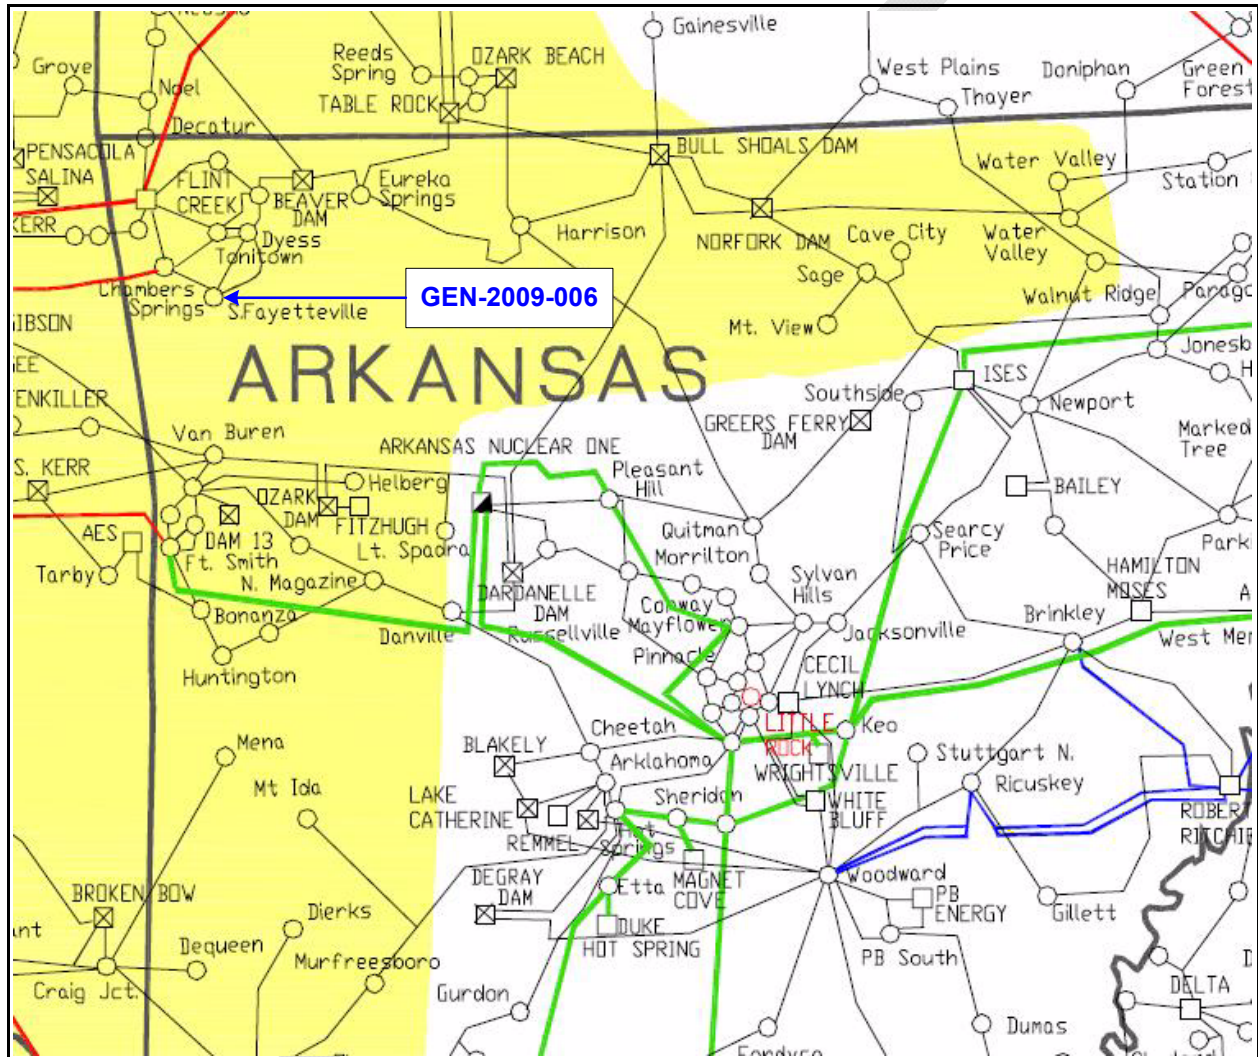 Gainesville
Reeds
Spring
OZARK BEACH
Grove
West Plains
Doniphan
Green
Forest
Noel
TABLE ROCK
Thayer
Decatur
PENSACOLA
SALINA
BULL SHOALS DAM
Water Valley
Station
FLINT
CREEK
BEAVER
DAM
Eureka
Springs
KERR
Dyess
Tonitown
Harrison
NORFORK DAM
Cave City
Water
Valley
Sage
Chambers
Springs
GEN-2009-006
S.Fayetteville
Walnut Ridge
Parago
GIBSON
Mt. View
Jonesb
ARKANSAS
ISES
Southside
TENKILLER
GREERS FERRY
DAM
Newport
Marked
Tree
Van Buren
ARKANSAS NUCLEAR ONE
Pleasant
Hill
S. KERR
Helberg
OZARK
DAM
FITZHUGH
BAILEY
AES
DAM 13
Ft. Smith
Lt. Spadra
Quitman
Morrilton
Searcy
Price
Park
Tarby
N. Magazine
DARDANELLE
DAM
Sylvan
Hills
HAMILTON
MOSES
Bonanza
Danville
Russellville
Conway
Mayflower
Jacksonville
Brinkley
West Mem
Huntington
Pinnacle
CECIL
LYNCH
Cheetah
LITTLE
ROCK
Keo
Mena
BLAKELY
Arklahoma
WRIGHTSVILLE
Stuttgart N.
Ricuskey
Mt Ida
LAKE
CATHERINE
Sheridon
WHITE
BLUFF
ROBERT
RITCHIE
REMMEL
Hot
Springs
DEGRAY
DAM
Etta
MAGNET
COVE
Woodward
BROKEN BOW
PB
ENERGY
Gillett
Dierks
DUKE
HOT SPRING
Dequeen
PB South
Murfreesboro
Craig Jct.
Gurdon
DELTA
Dumas
Fordyce